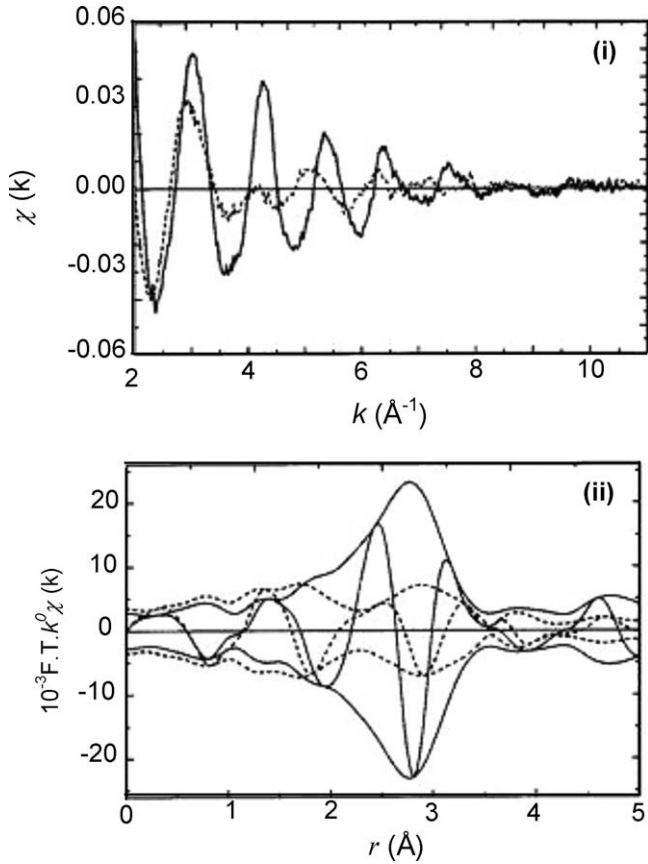 0.06
(i)
0.03
0.00
-0.03
-0.06
χ (k)
2 4 6 8 10
k (Å⁻¹)
20
(ii)
10
0
-10
-20
10⁻³F.T.k⁰χ (k)
0 1 2 3 4 5
r (Å)